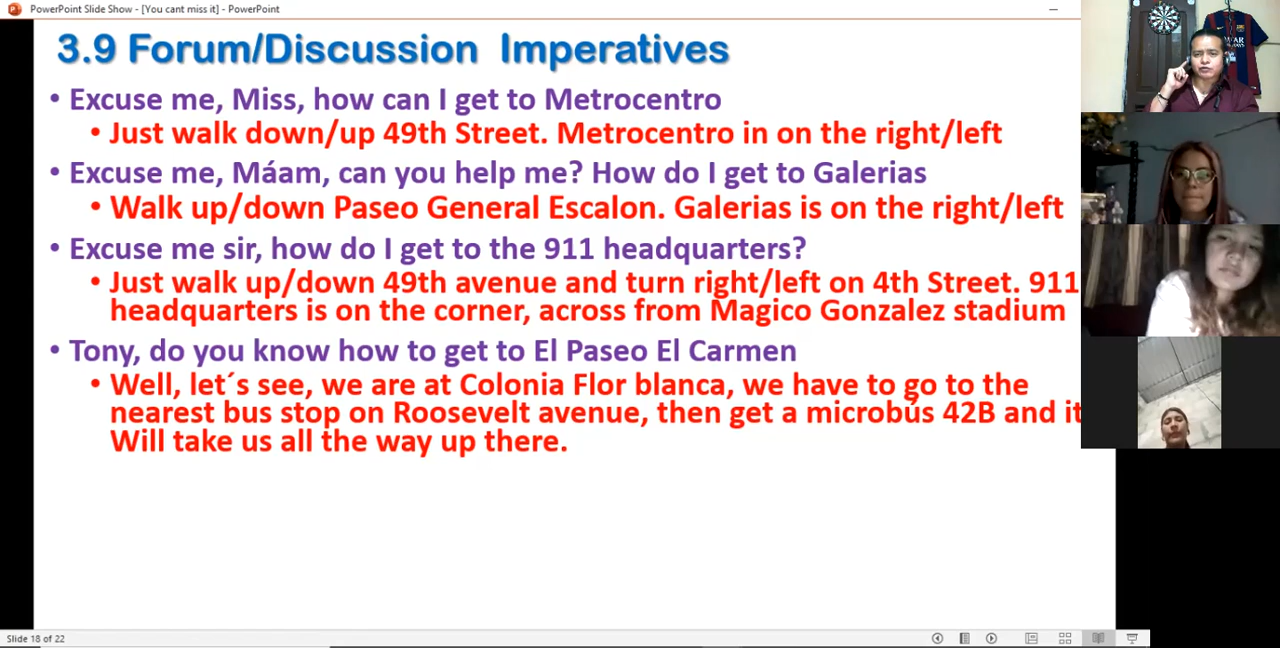 PowerPoint Slide Show - [You cant miss it] - PowerPoint
3.9 Forum/Discussion Imperatives
• Excuse me, Miss, how can I get to Metrocentro
• Just walk down/up 49th Street. Metrocentro in on the right/left
• Excuse me, Máam, can you help me? How do I get to Galerias
• Walk up/down Paseo General Escalon. Galerias is on the right/left
• Excuse me sir, how do I get to the 911 headquarters?
• Just walk up/down 49th avenue and turn right/left on 4th Street. 911
headquarters is on the corner, across from Magico Gonzalez stadium
• Tony, do you know how to get to El Paseo El Carmen
• Well, let´s see, we are at Colonia Flor blanca, we have to go to the
nearest bus stop on Roosevelt avenue, then get a microbús 42B and it
Will take us all the way up there.
Slide 18 of 22